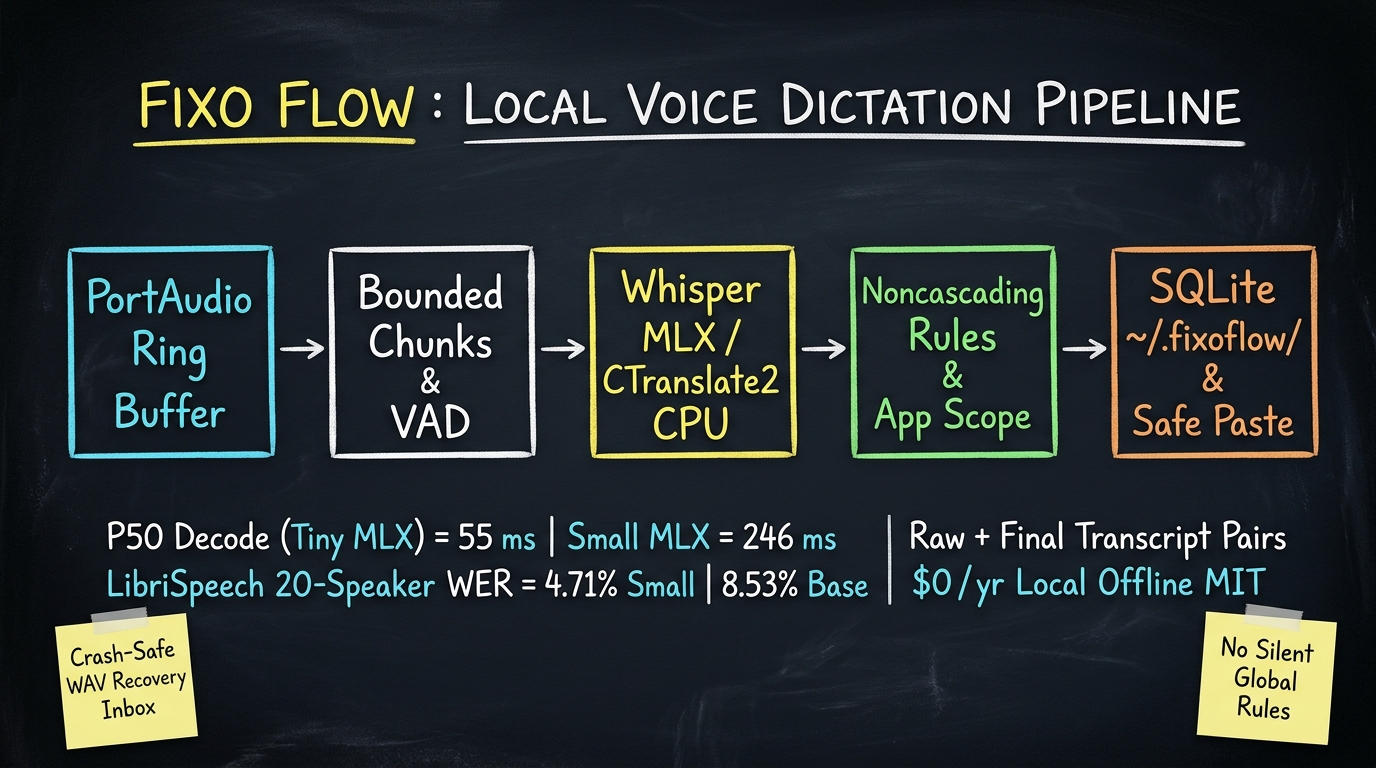 FIXO FLOW : LOCAL VOICE DICTATION PIPELINE
PortAudio
Ring
Buffer
Bounded
Chunks
&
VAD
Whisper
MLX /
CTranslate2
CPU
Noncascading
Rules
&
App Scope
SQLite
~/.fixoflow/
&
Safe Paste
P50 Decode (Tiny MLX) = 55 ms | Small MLX = 246 ms
LibriSpeech 20-Speaker WER = 4.71% Small | 8.53% Base
Raw + Final Transcript Pairs
$0/yr Local Offline MIT
Crash-Safe
WAV Recovery
Inbox
No Silent
Global
Rules